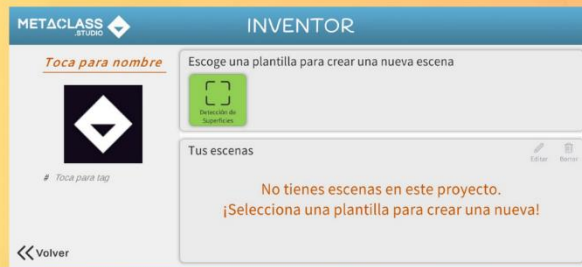 METACLASS
.STUDIO
INVENTOR
Toca para nombre
# Toca para tag
Volver
Escoge una plantilla para crear una nueva escena
Detección de
Superficies
Tus escenas
Editar
Borrar
No tienes escenas en este proyecto.
¡Selecciona una plantilla para crear una nueva!